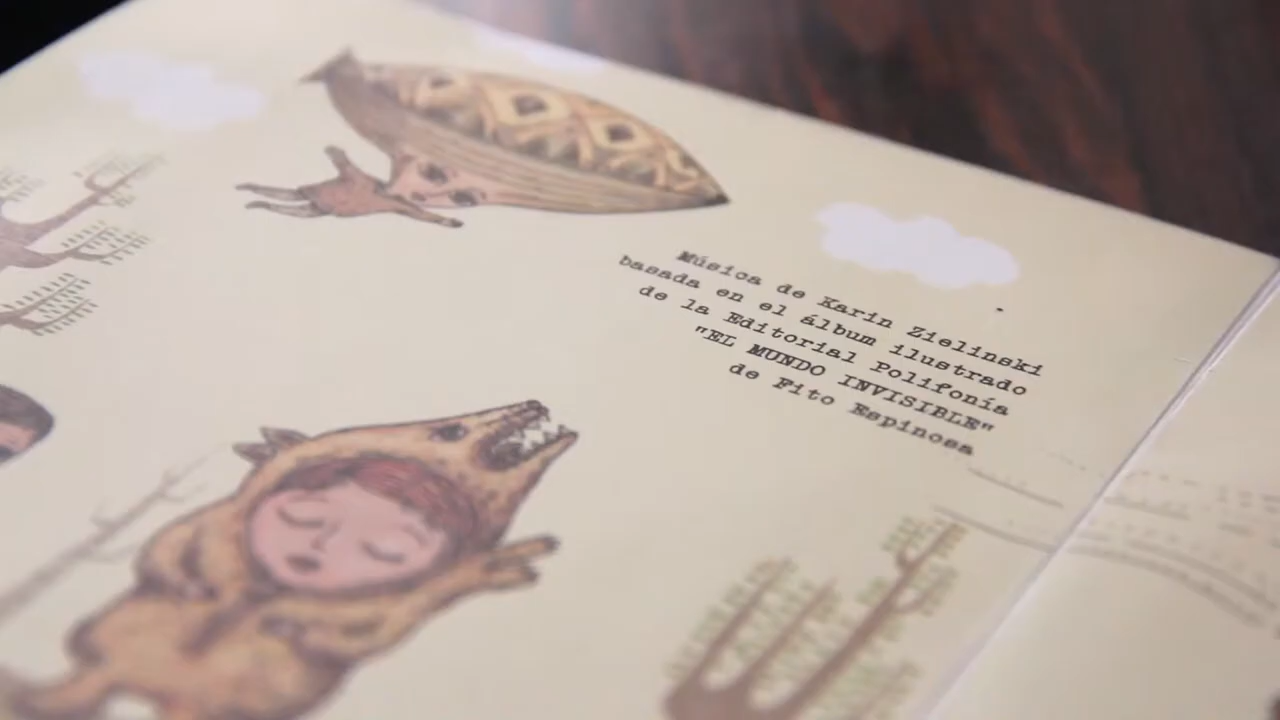 Música de Karin Zielinski
basada en el álbum ilustrado
de la Editorial Polifonía
"EL MUNDO INVISIBLE"
de Fito Espinosa